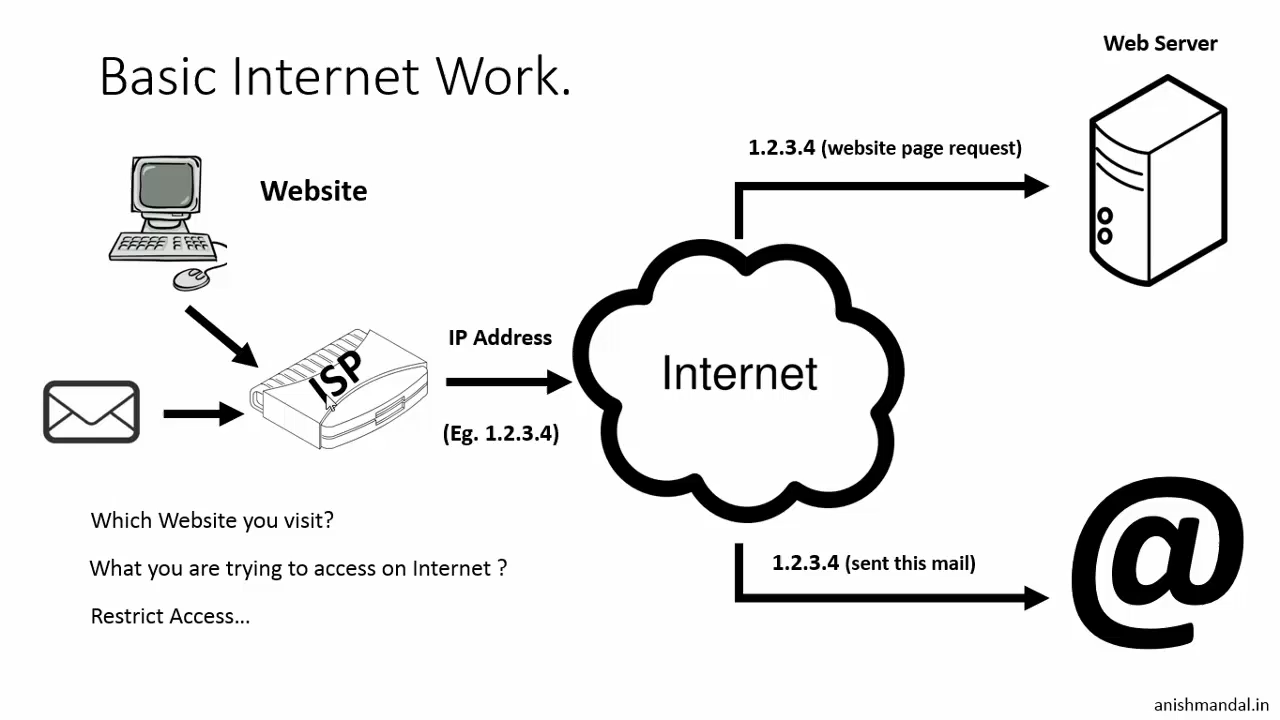 Basic Internet Work.
Web Server
1.2.3.4 (website page request)
Website
ISP
IP Address
(Eg. 1.2.3.4)
Internet
Which Website you visit?
What you are trying to access on Internet ?
Restrict Access...
1.2.3.4 (sent this mail)
@
anishmandal.in